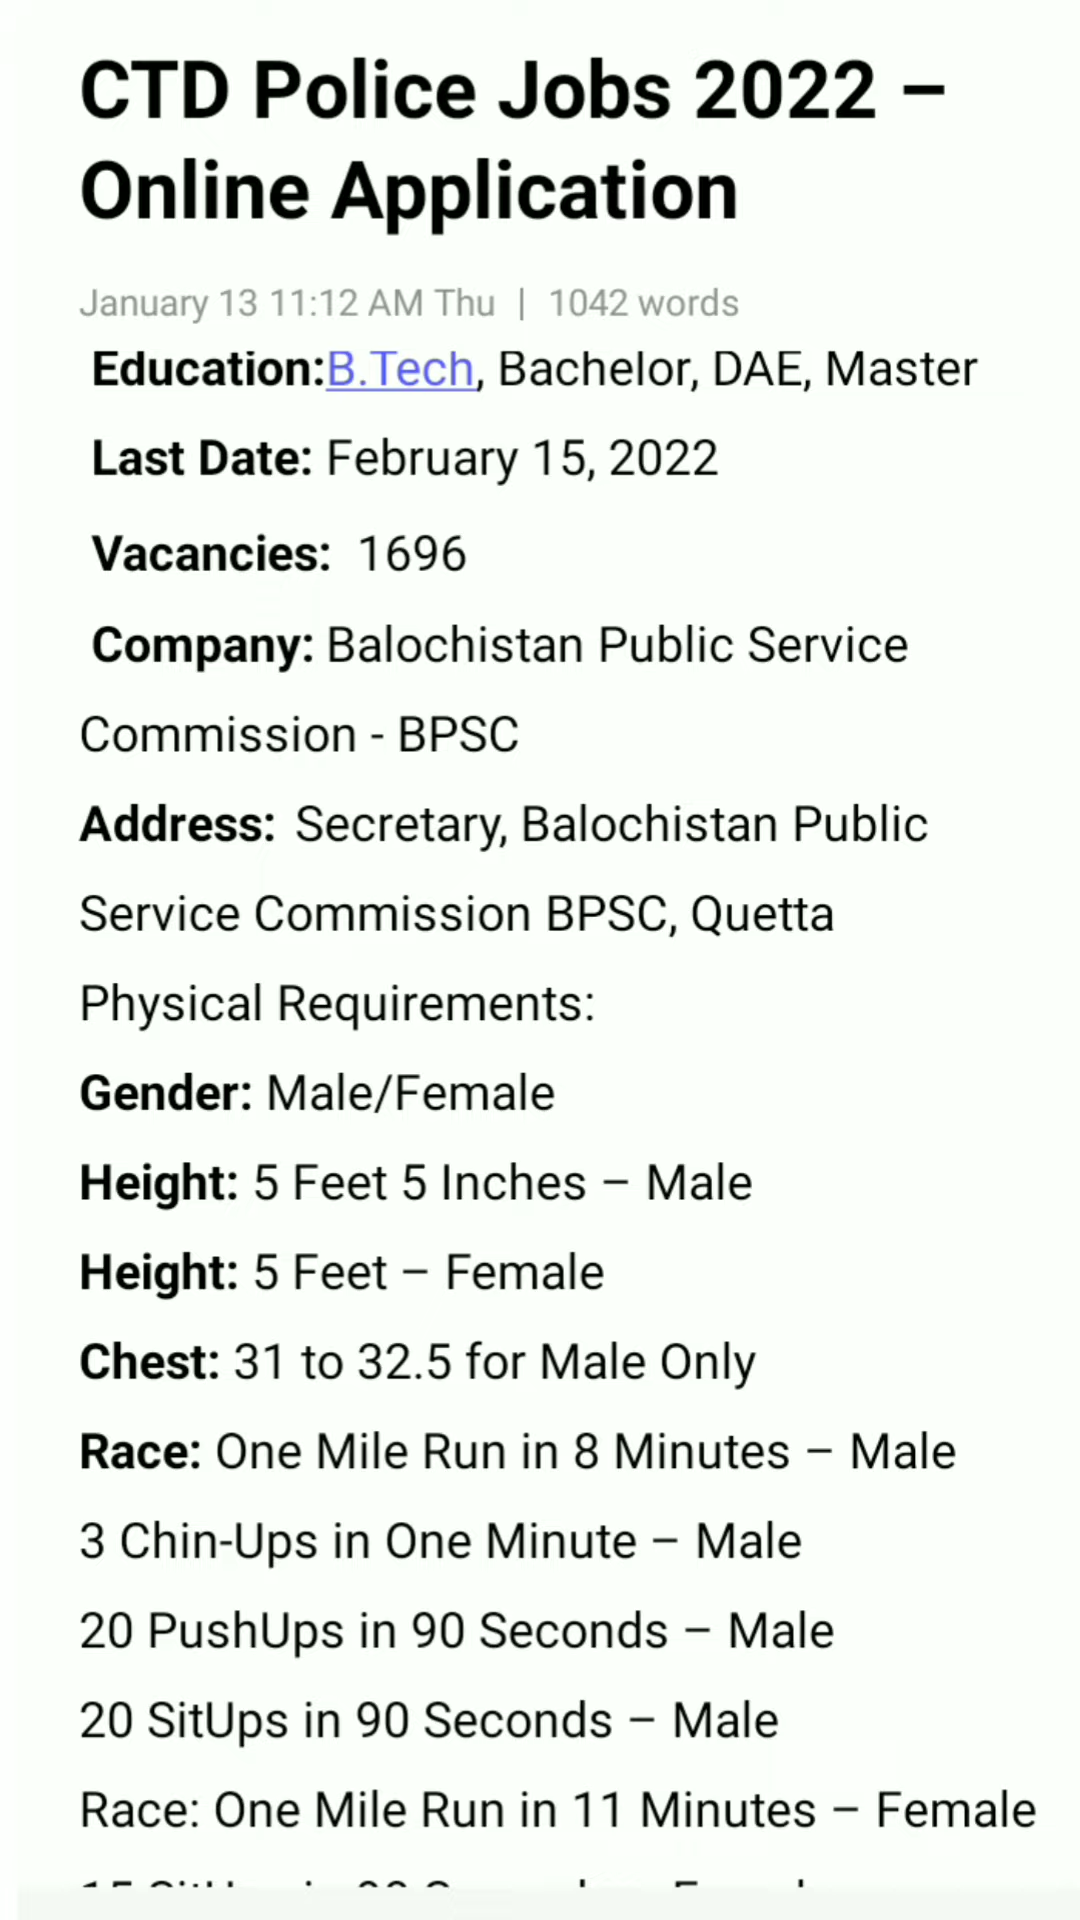 CTD Police Jobs 2022 –
Online Application
January 13 11:12 AM Thu | 1042 words
Education:B.Tech, Bachelor, DAE, Master
Last Date: February 15, 2022
Vacancies: 1696
Company: Balochistan Public Service
Commission - BPSC
Address: Secretary, Balochistan Public
Service Commission BPSC, Quetta
Physical Requirements:
Gender: Male/Female
Height: 5 Feet 5 Inches – Male
Height: 5 Feet – Female
Chest: 31 to 32.5 for Male Only
Race: One Mile Run in 8 Minutes – Male
3 Chin-Ups in One Minute – Male
20 PushUps in 90 Seconds – Male
20 SitUps in 90 Seconds – Male
Race: One Mile Run in 11 Minutes – Female